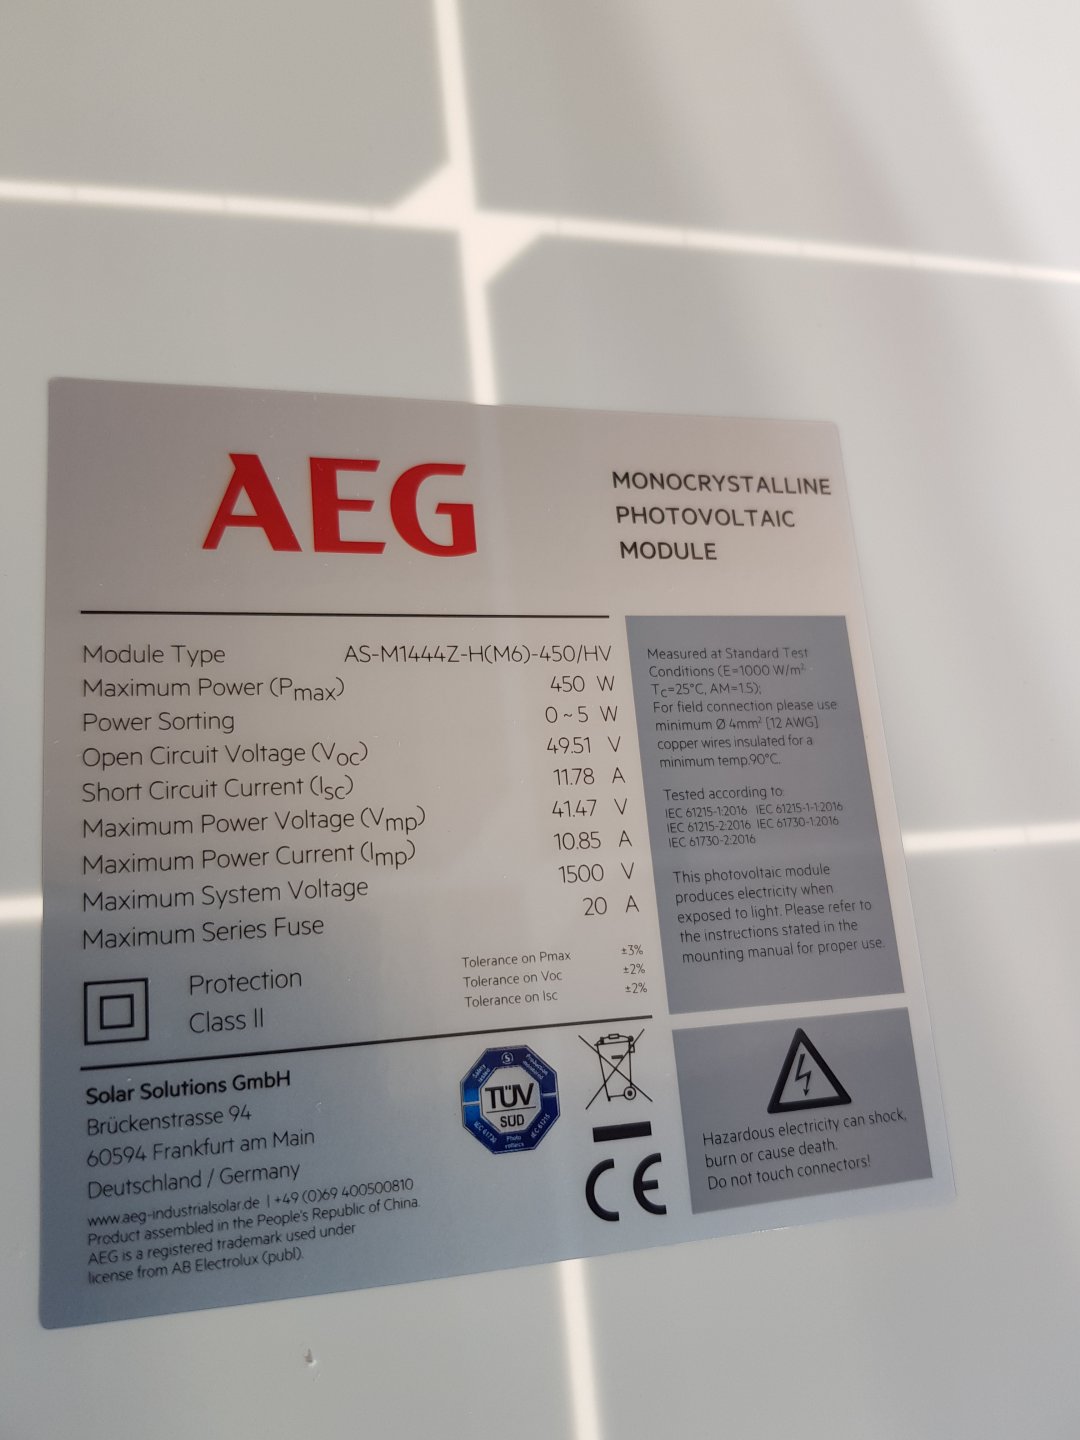 AEG
MONOCRYSTALLINE
PHOTOVOLTAIC
MODULE
Module Type AS-M1444Z-H(M6)-450/HV
Maximum Power (Pmax) 450 W
Power Sorting 0 ~ 5 W
Open Circuit Voltage (Voc) 49.51 V
Short Circuit Current (Isc) 11.78 A
Maximum Power Voltage (Vmp) 41.47 V
Maximum Power Current (Imp) 10.85 A
Maximum System Voltage 1500 V
Maximum Series Fuse 20 A
Protection
Class II
Tolerance on Pmax ±3%
Tolerance on Voc ±2%
Tolerance on Isc ±2%
Measured at Standard Test
Conditions (E=1000 W/m²
Tc=25°C, AM=1.5);
For field connection please use
minimum Ø 4mm² [12 AWG]
copper wires insulated for a
minimum temp.90°C.
Tested according to:
IEC 61215-1:2016 IEC 61215-1-1:2016
IEC 61215-2:2016 IEC 61730-1:2016
IEC 61730-2:2016
This photovoltaic module
produces electricity when
exposed to light. Please refer to
the instructions stated in the
mounting manual for proper use.
Solar Solutions GmbH
Brückenstrasse 94
60594 Frankfurt am Main
Deutschland / Germany
www.aeg-industrialsolar.de | +49 (0)69 400500810
Product assembled in the People's Republic of China.
AEG is a registered trademark used under
license from AB Electrolux (publ).
Safety tested
Production monitored
TÜV
SÜD
IEC 61730
Photo voltaics
IEC 61215
CE
Hazardous electricity can shock,
burn or cause death.
Do not touch connectors!